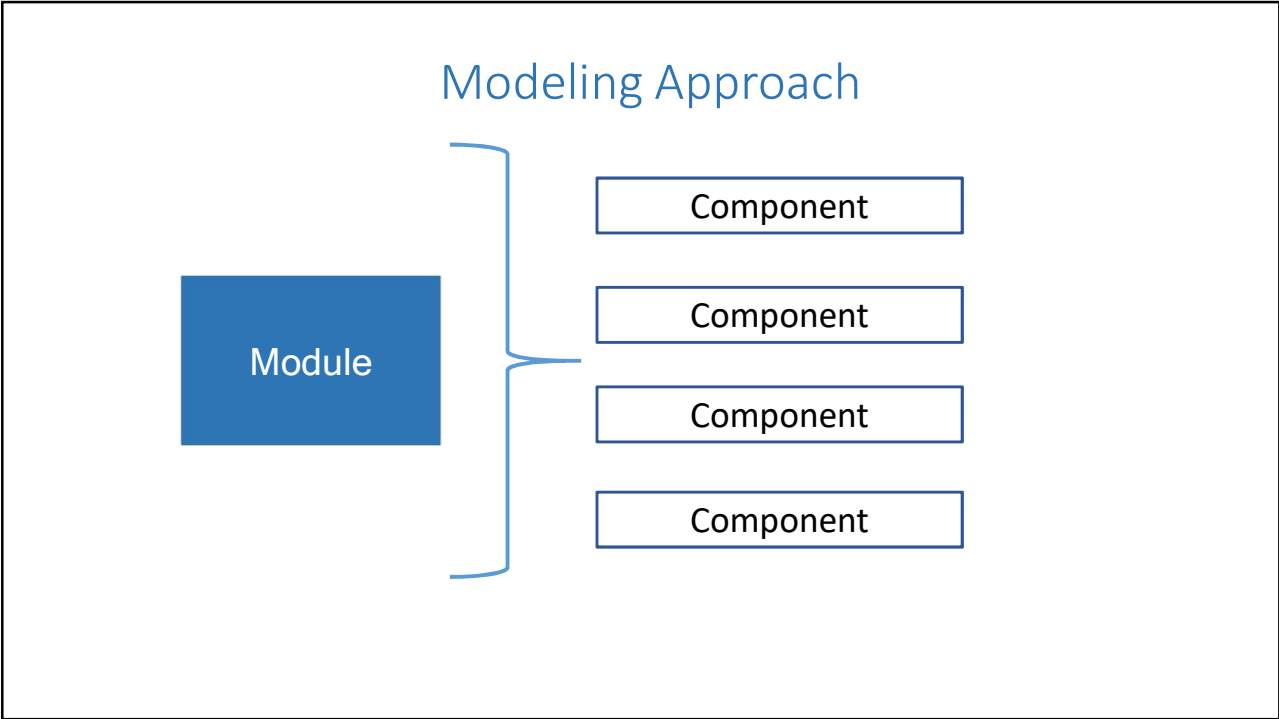 Modeling Approach
Module
Component
Component
Component
Component